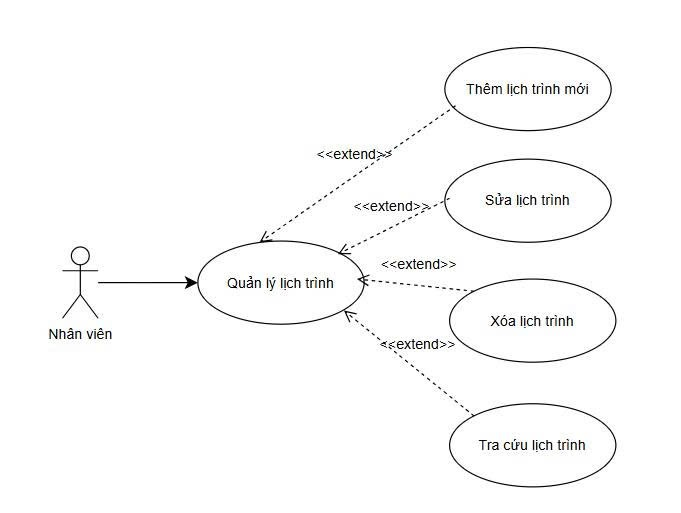 Thêm lịch trình mới
<<extend>>
Sửa lịch trình
<<extend>>
<<extend>>
Quản lý lịch trình
Xóa lịch trình
Nhân viên
<<extend>>
Tra cứu lịch trình